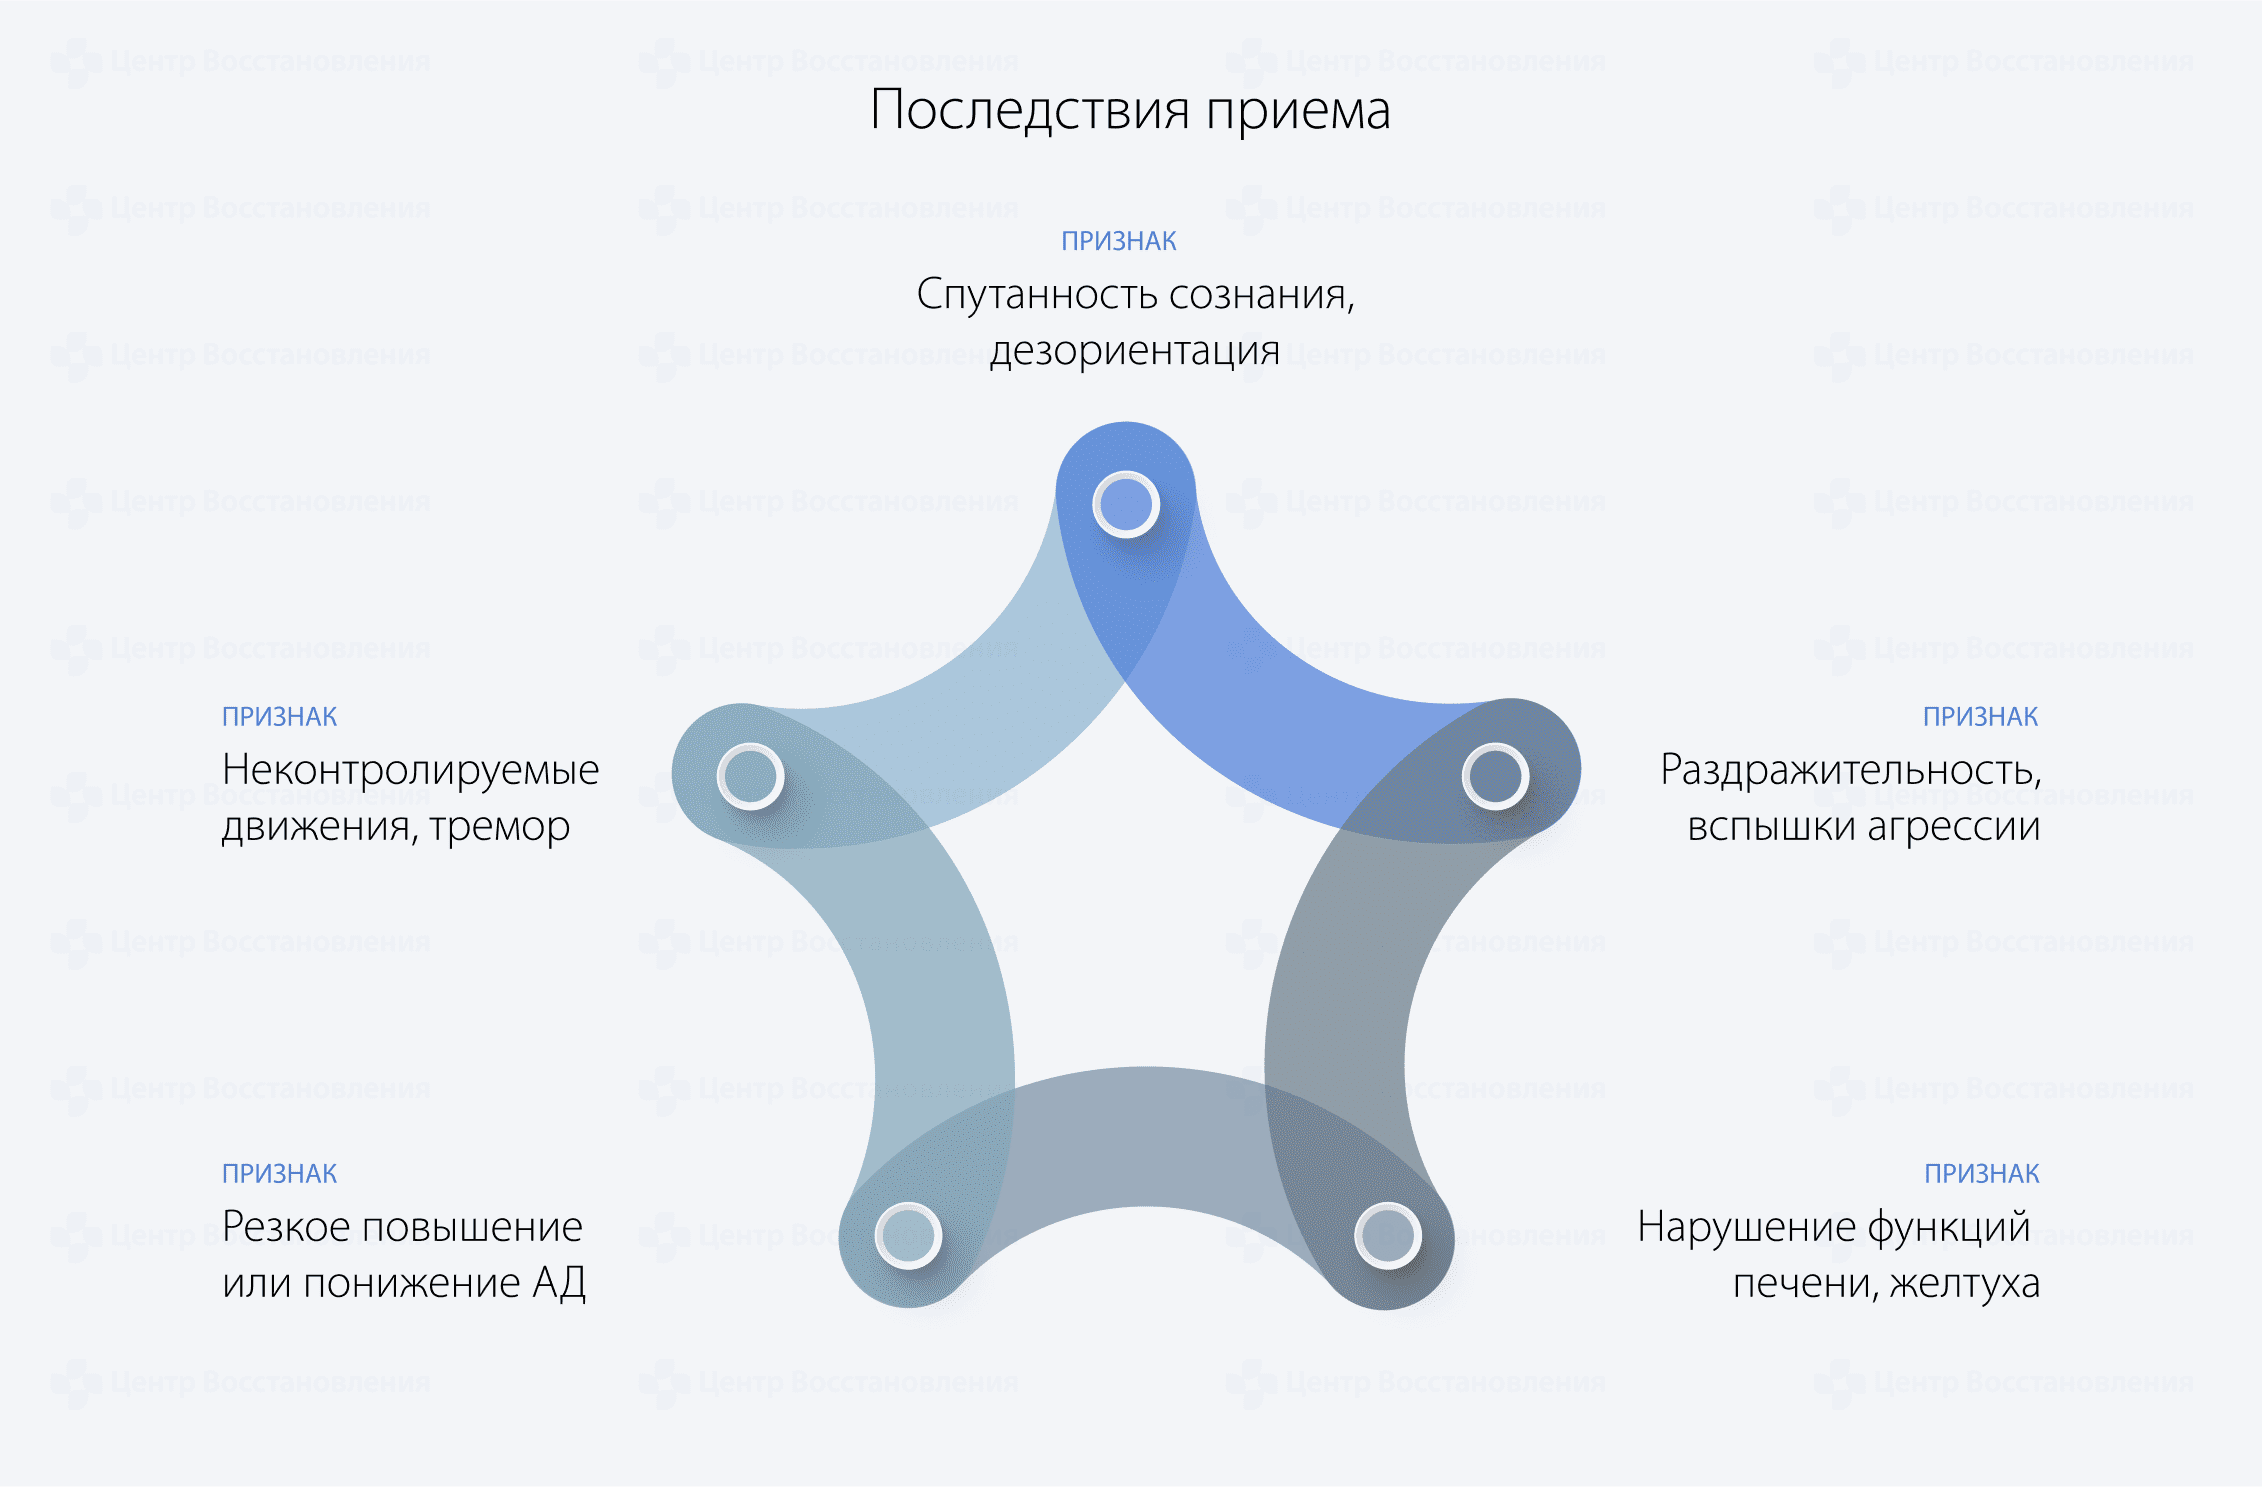 Последствия приема
ПРИЗНАК
Спутанность сознания,
дезориентация
ПРИЗНАК
Неконтролируемые
движения, тремор
ПРИЗНАК
Раздражительность,
вспышки агрессии
ПРИЗНАК
Резкое повышение
или понижение АД
ПРИЗНАК
Нарушение функций
печени, желтуха
Центр Восстановления